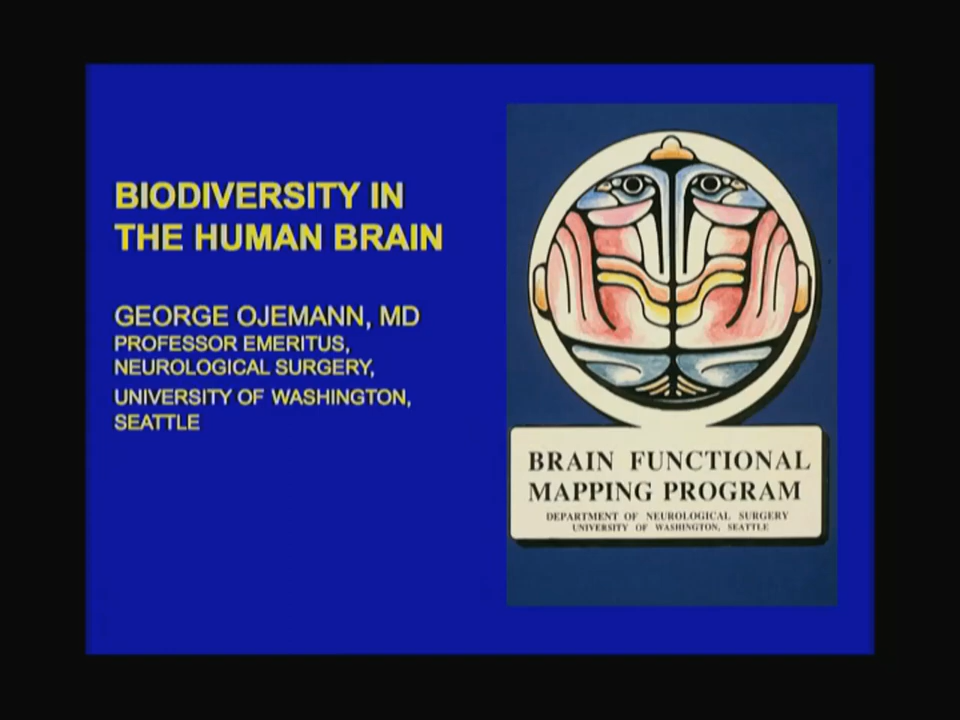 BIODIVERSITY IN
THE HUMAN BRAIN
GEORGE OJEMANN, MD
PROFESSOR EMERITUS,
NEUROLOGICAL SURGERY,
UNIVERSITY OF WASHINGTON,
SEATTLE
BRAIN FUNCTIONAL
MAPPING PROGRAM
DEPARTMENT OF NEUROLOGICAL SURGERY
UNIVERSITY OF WASHINGTON, SEATTLE